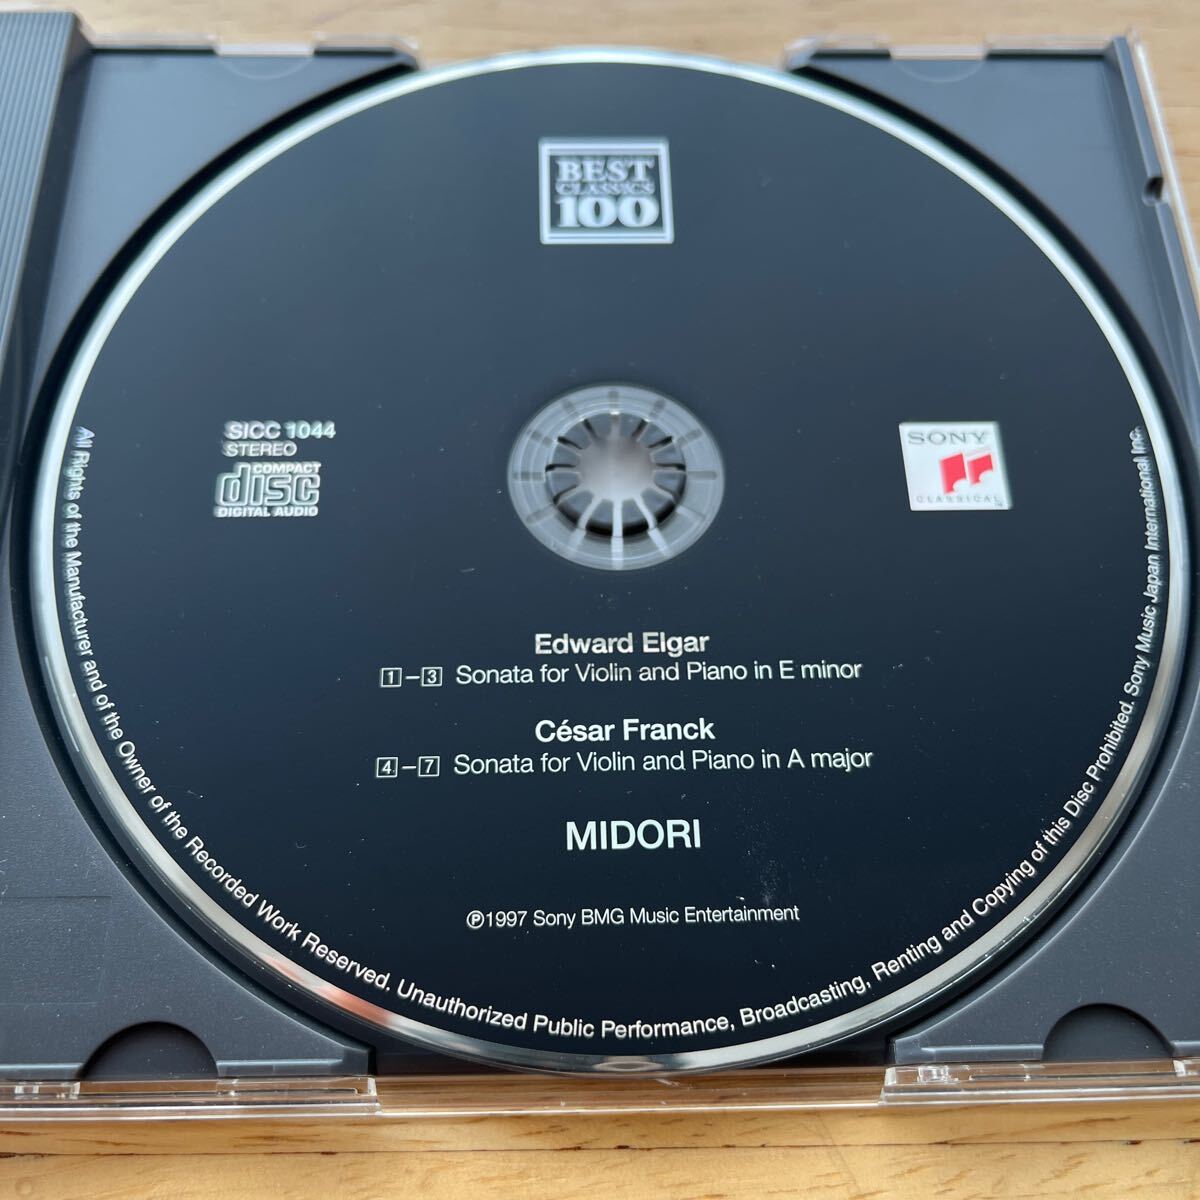 BEST
CLASSICS
100
SICC 1044
STEREO
COMPACT
disc
DIGITAL AUDIO
SONY
CLASSICAL
TM
Edward Elgar
1–3 Sonata for Violin and Piano in E minor
César Franck
4–7 Sonata for Violin and Piano in A major
MIDORI
℗1997 Sony BMG Music Entertainment
All Rights of the Manufacturer and of the Owner of the Recorded Work Reserved. Unauthorized Public Performance, Broadcasting, Renting and Copying of this Disc Prohibited. Sony Music Japan International Inc.